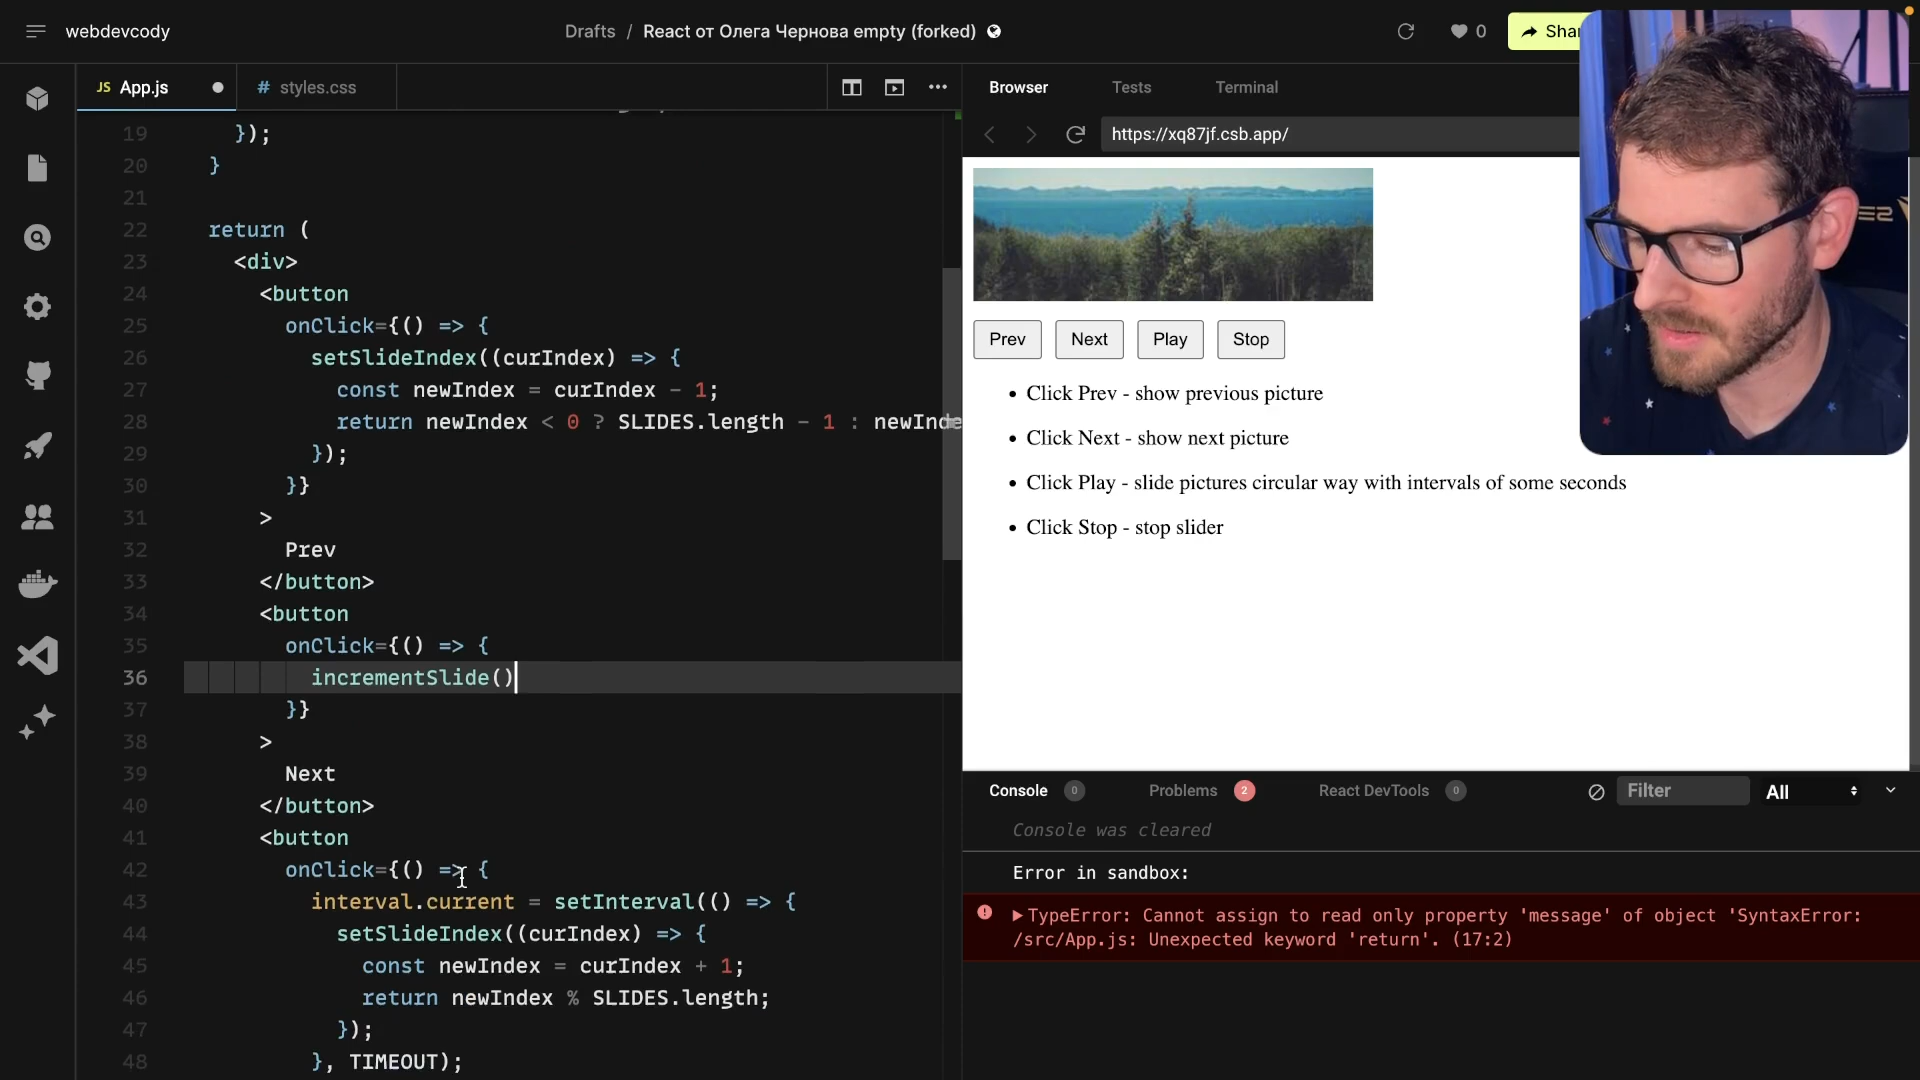 webdevcody
Drafts / React от Олега Чернова empty (forked)
0
JS App.js
# styles.css
Browser
Tests
Terminal
https://xq87jf.csb.app/
19 });
20 }
21
22 return (
23 <div>
24 <button
25 onClick={() => {
26 setSlideIndex((curIndex) => {
27 const newIndex = curIndex - 1;
28 return newIndex < 0 ? SLIDES.length - 1 : newInde
29 });
30 }}
31 >
32 Prev
33 </button>
34 <button
35 onClick={() => {
36 incrementSlide()
37 }}
38 >
39 Next
40 </button>
41 <button
42 onClick={() => {
43 interval.current = setInterval(() => {
44 setSlideIndex((curIndex) => {
45 const newIndex = curIndex + 1;
46 return newIndex % SLIDES.length;
47 });
48 }, TIMEOUT);
Prev Next Play Stop
• Click Prev - show previous picture
• Click Next - show next picture
• Click Play - slide pictures circular way with intervals of some seconds
• Click Stop - stop slider
Console 0
Problems 2
React DevTools 0
Filter
All
Console was cleared
Error in sandbox:
▶TypeError: Cannot assign to read only property 'message' of object 'SyntaxError:
/src/App.js: Unexpected keyword 'return'. (17:2)